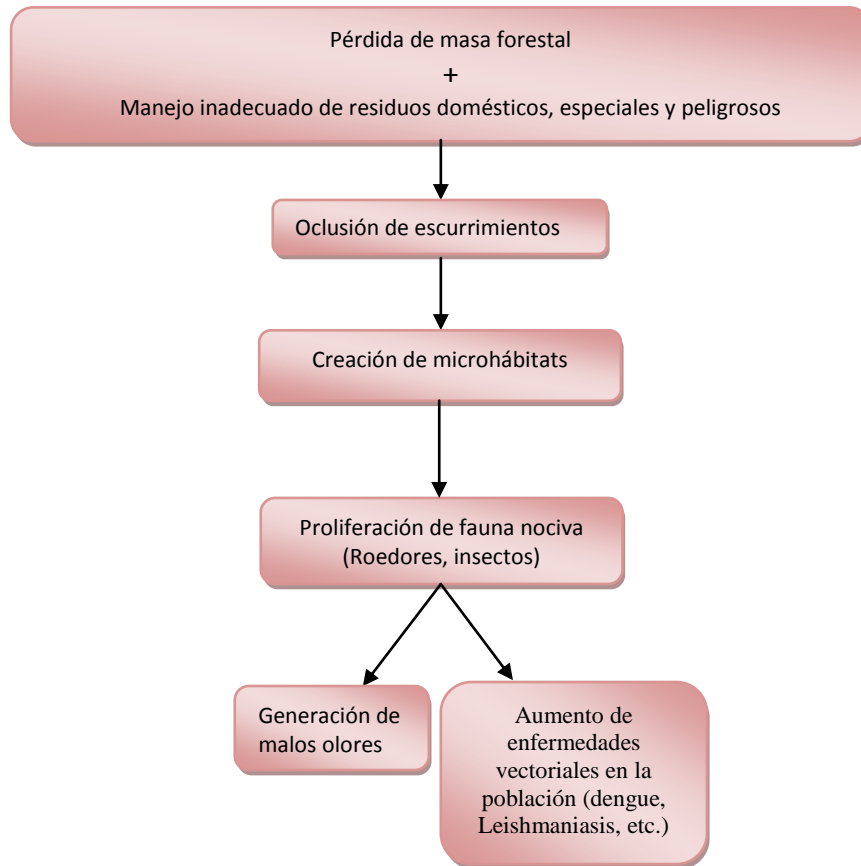 Pérdida de masa forestal
+
Manejo inadecuado de residuos domésticos, especiales y peligrosos
Oclusión de escurrimientos
Creación de microhábitats
Proliferación de fauna nociva
(Roedores, insectos)
Generación de
malos olores
Aumento de
enfermedades
vectoriales en la
población (dengue,
Leishmaniasis, etc.)